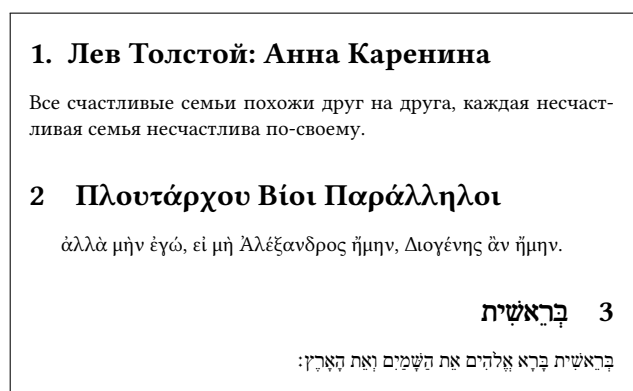 1. Лев Толстой: Анна Каренина
Все счастливые семьи похожи друг на друга, каждая несчаст-
ливая семья несчастлива по-своему.
2 Πλουτάρχου Βίοι Παράλληλοι
ἀλλὰ μὴν ἐγώ, εἰ μὴ Ἀλέξανδρος ἤμην, Διογένης ἂν ἤμην.
3 בְּרֵאשִׁית
בְּרֵאשִׁית בָּרָא אֱלֹהִים אֵת הַשָּׁמַיִם וְאֵת הָאָרֶץ: